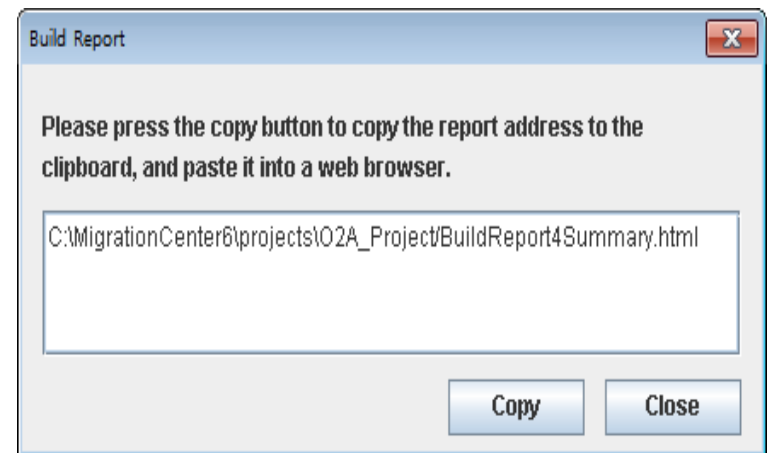 Build Report
Please press the copy button to copy the report address to the
clipboard, and paste it into a web browser.
C:\MigrationCenter6\projects\O2A_Project/BuildReport4Summary.html
Copy Close